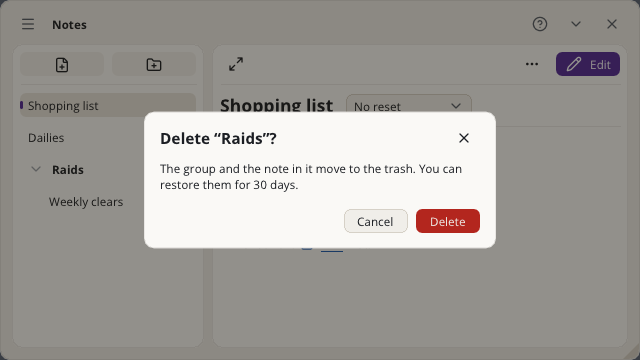 Notes
Edit
Shopping list
Dailies
Raids
Weekly clears
Shopping list
No reset
Delete “Raids”?
The group and the note in it move to the trash. You can
restore them for 30 days.
Cancel
Delete